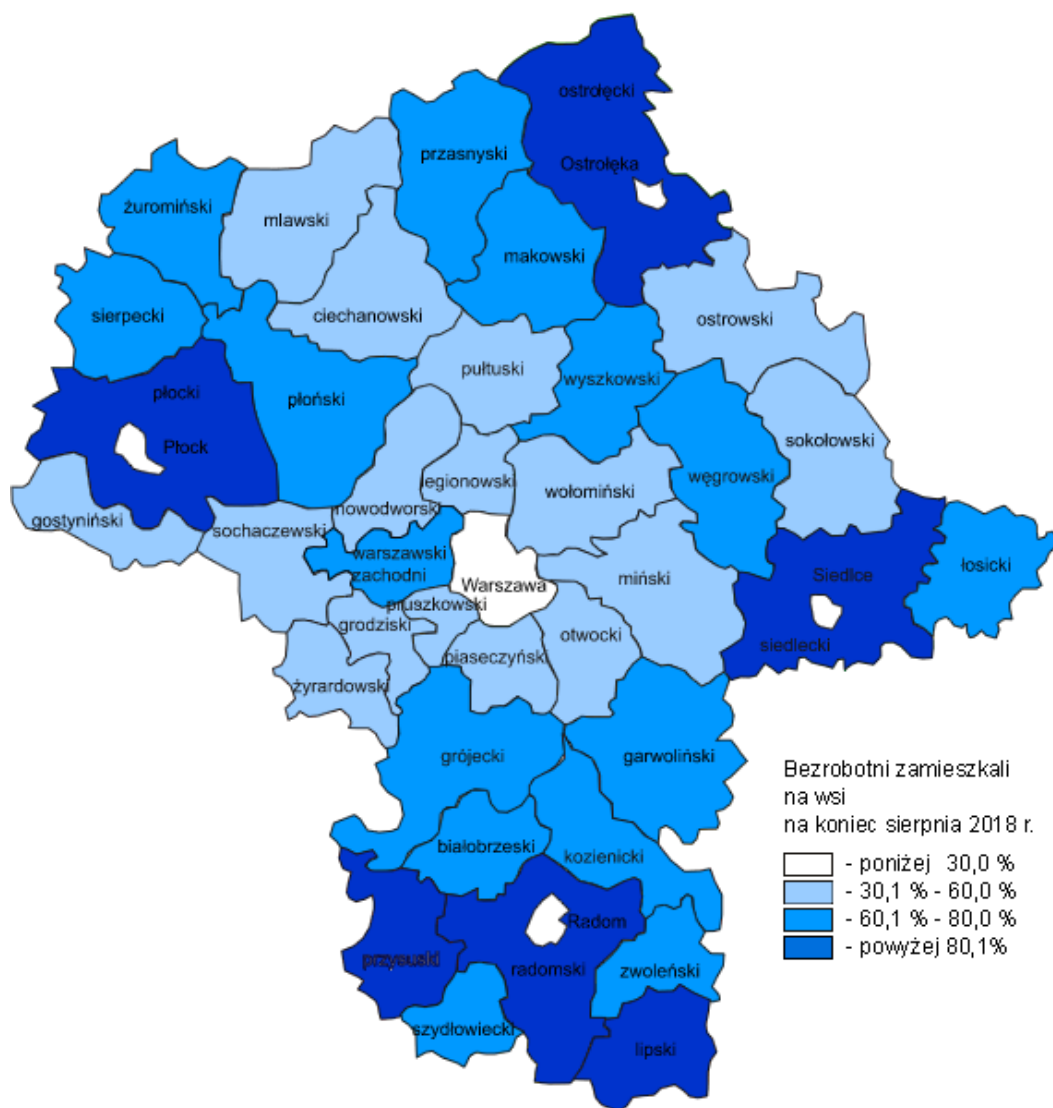 ostrołęcki
Ostrołęka
przasnyski
żuromiński
mlawski
makowski
sierpecki
ciechanowski
ostrowski
pułtuski
wyszkowski
płocki
płoński
Płock
sokołowski
węgrowski
legionowski
wołomiński
nowodworski
gostyniński
sochaczewski
warszawski
zachodni
Warszawa
miński
Siedlce
łosicki
pruszkowski
grodziski
otwocki
siedlecki
piaseczyński
żyrardowski
grójecki
garwoliński
białobrzeski
kozienicki
Radom
przysuski
radomski
zwoleński
szydłowiecki
lipski
Bezrobotni zamieszkali
na wsi
na koniec sierpnia 2018 r.
- poniżej 30,0 %
- 30,1 % - 60,0 %
- 60,1 % - 80,0 %
- powyżej 80,1%